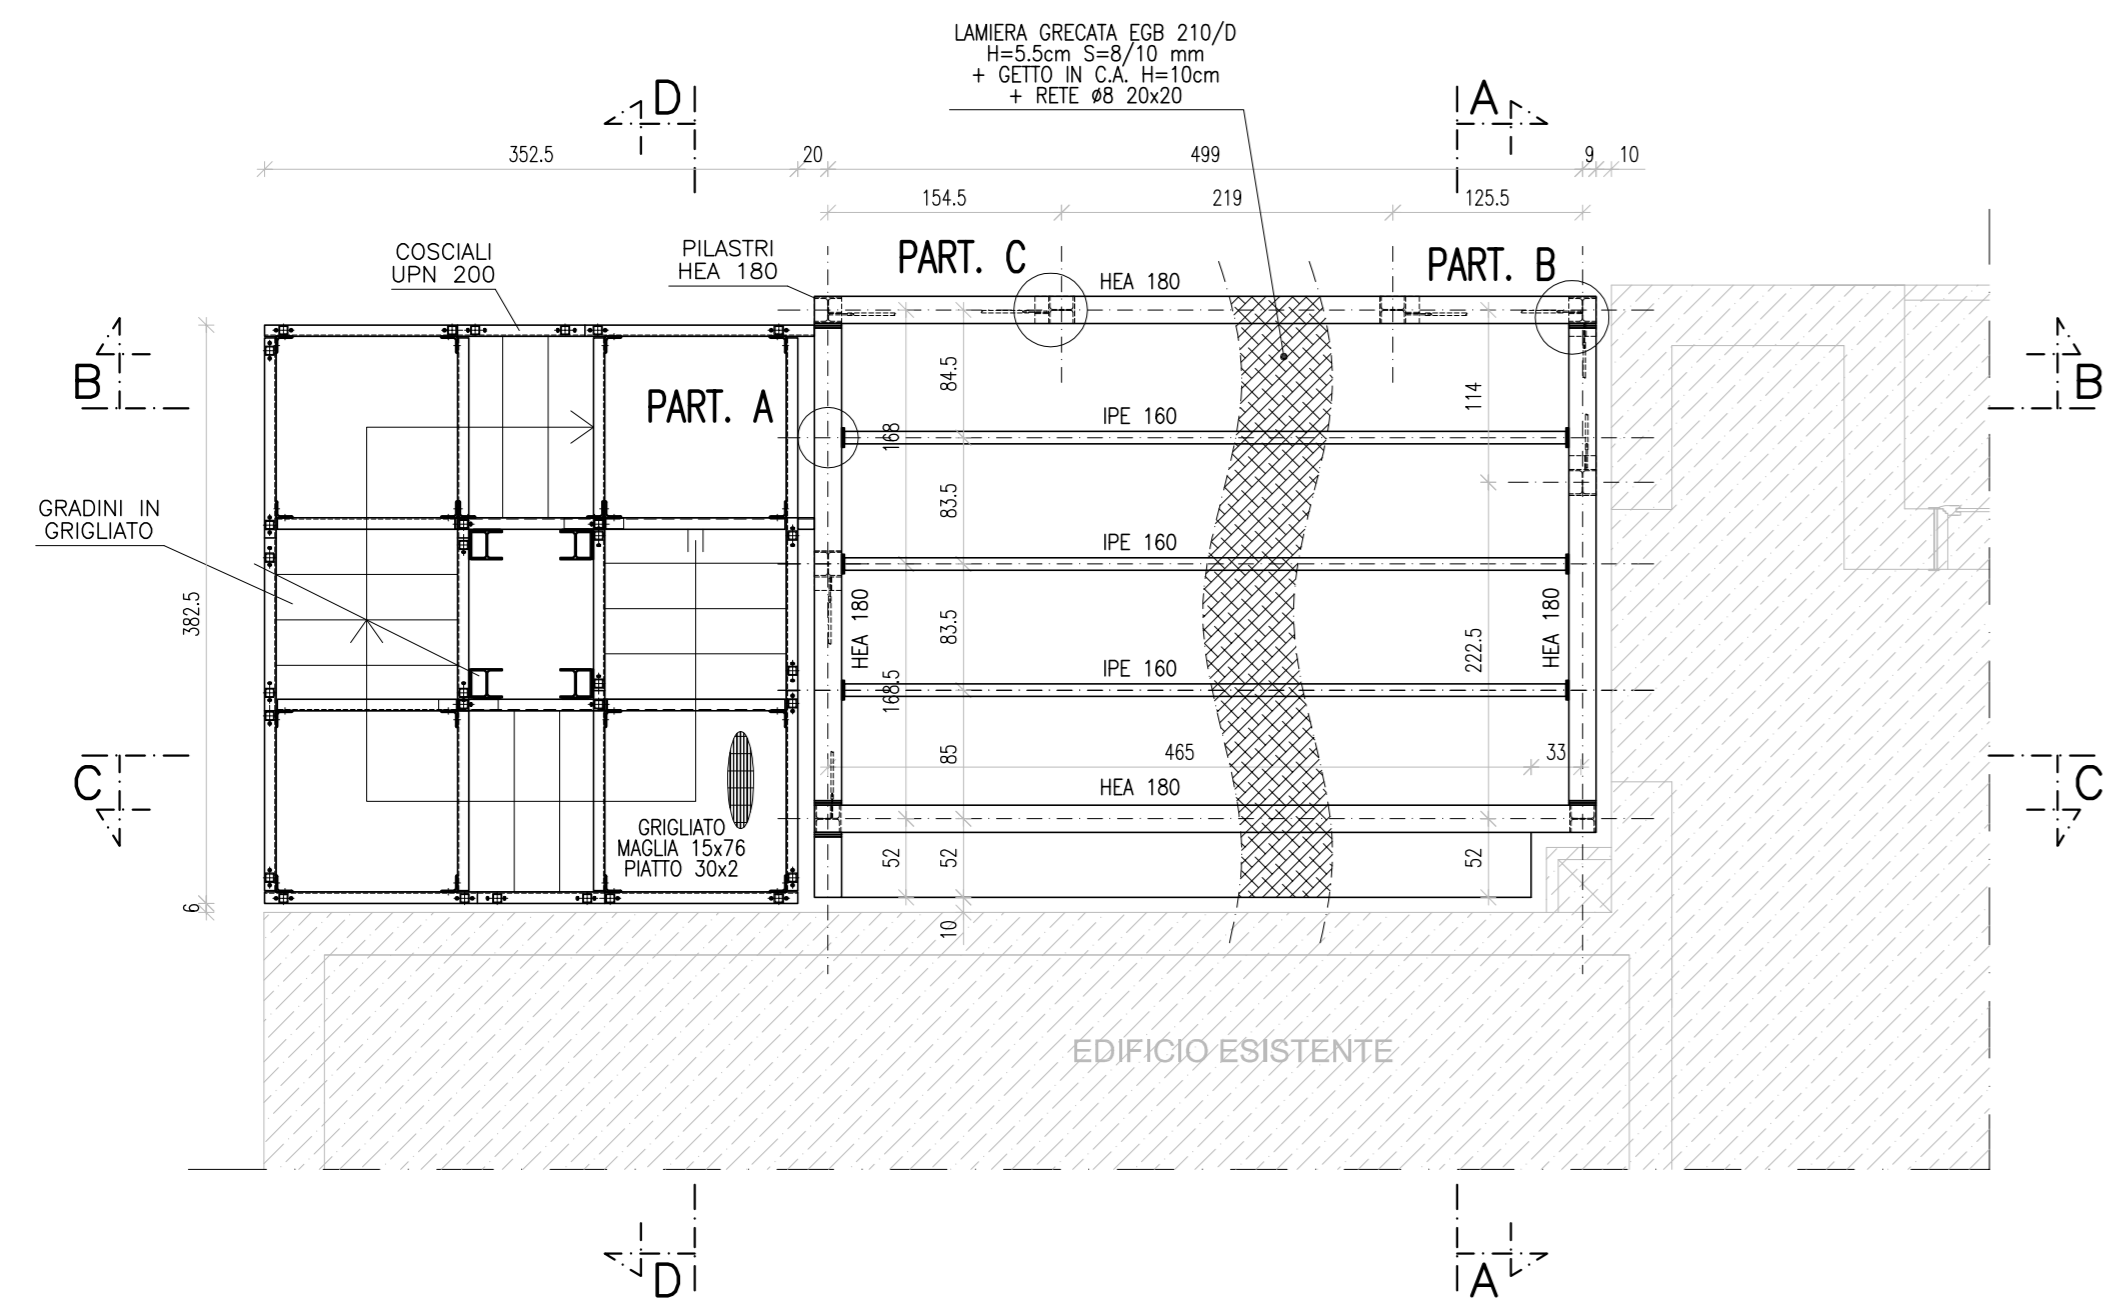 LAMIERA GRECATA EGB 210/D
H=5.5cm S=8/10 mm
+ GETTO IN C.A. H=10cm
+ RETE ø8 20x20
D
A
352.5
20
499
9
10
154.5
219
125.5
COSCIALI
UPN 200
PILASTRI
HEA 180
PART. C
PART. B
HEA 180
B
B
PART. A
84.5
114
IPE 160
168
GRADINI IN
GRIGLIATO
83.5
IPE 160
382.5
HEA 180
83.5
222.5
HEA 180
IPE 160
168.5
85
465
33
C
C
HEA 180
GRIGLIATO
MAGLIA 15x76
PIATTO 30x2
52
52
52
6
10
EDIFICIO ESISTENTE
D
A